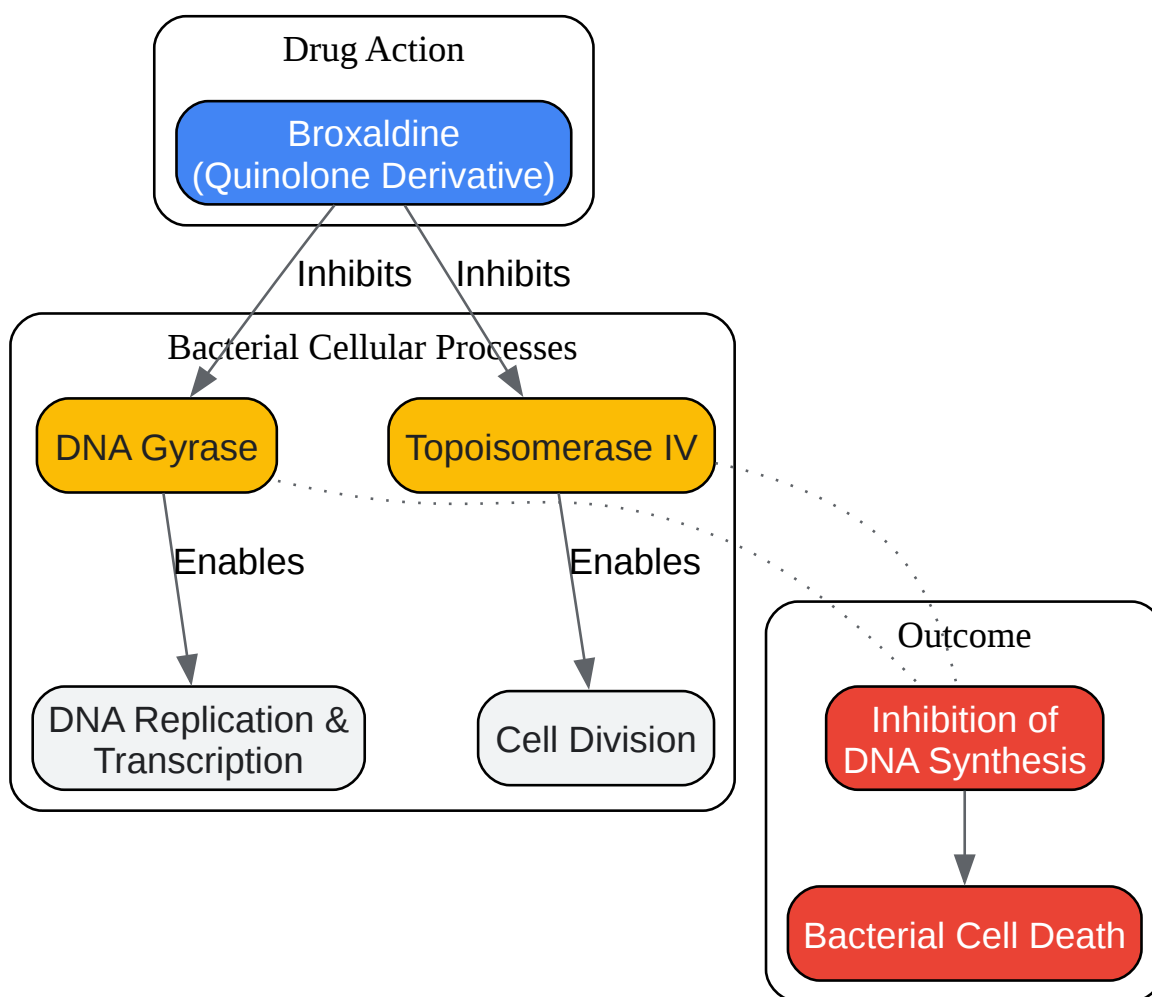 Drug Action
Broxaldine
(Quinolone Derivative)
Inhibits
Inhibits
Bacterial Cellular Processes
DNA Gyrase
Topoisomerase IV
Enables
Enables
Outcome
DNA Replication &
Transcription
Cell Division
Inhibition of
DNA Synthesis
Bacterial Cell Death